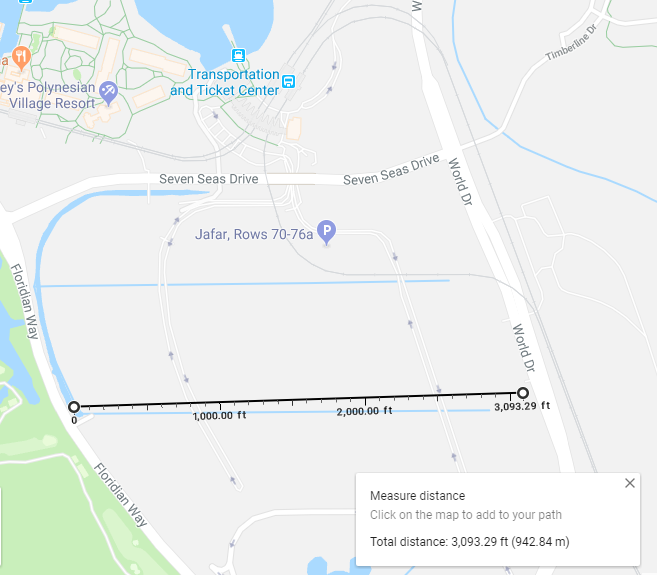 W
Timberline Dr
a
Transportation
and Ticket Center
ey's Polynesian
Village Resort
Seven Seas Drive
Seven Seas Drive
World Dr
P
Jafar, Rows 70-76a
Floridian Way
World Dr
0
1,000.00 ft
2,000.00 ft
3,093.29 ft
Floridian Way
Measure distance
Click on the map to add to your path
Total distance: 3,093.29 ft (942.84 m)